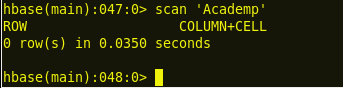 hbase(main):047:0> scan 'Academp'
ROW                   COLUMN+CELL
0 row(s) in 0.0350 seconds
hbase(main):048:0>